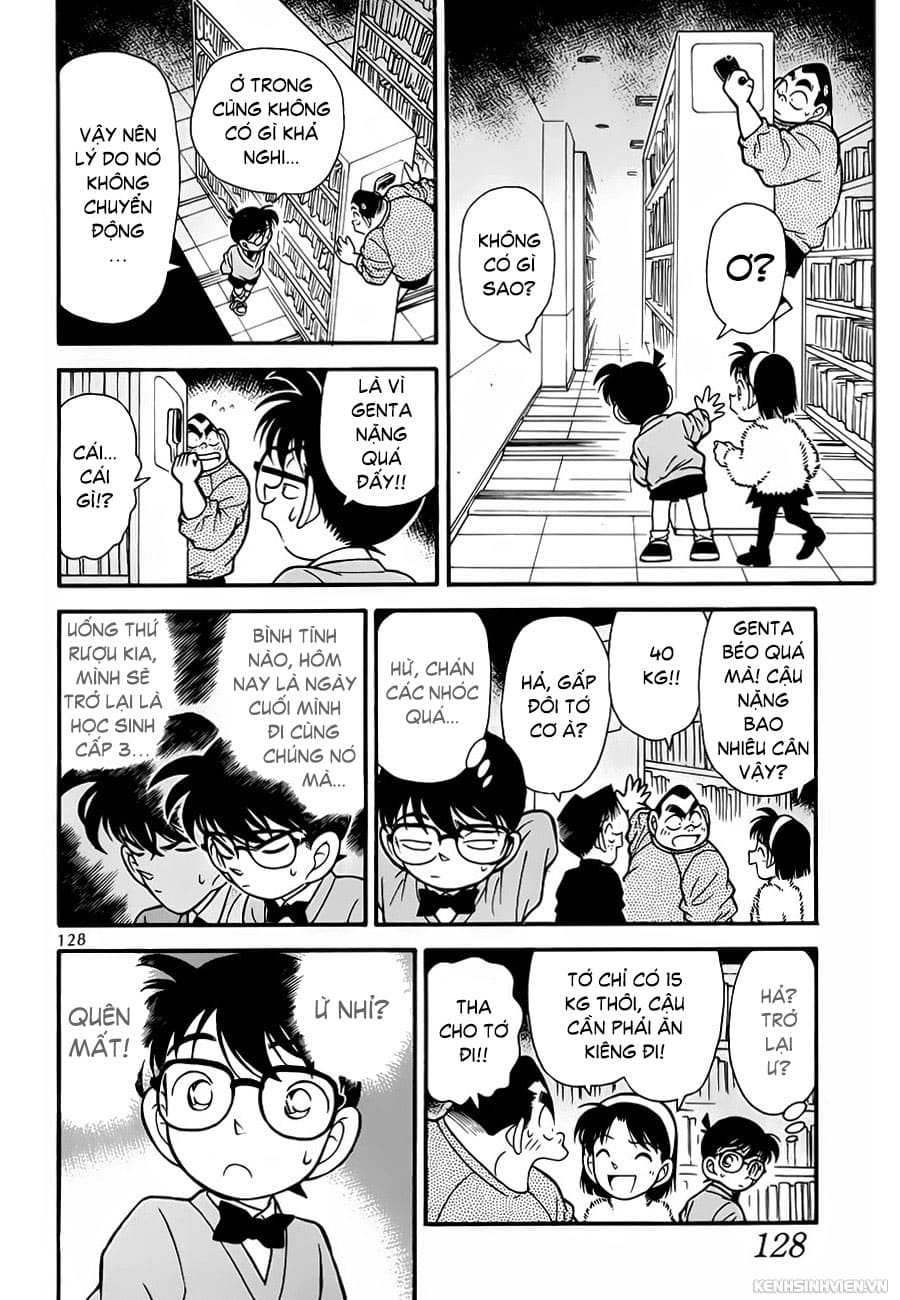 Ơ?
KHÔNG
CÓ GÌ
SAO?
Ở TRONG
CŨNG KHÔNG
CÓ GÌ KHẢ
NGHI...
VẬY NÊN
LÝ DO NÓ
KHÔNG
CHUYỂN
ĐỘNG
...
LÀ VÌ
GENTA
NẶNG
QUÁ
ĐẤY!!
CÁI...
CÁI
GÌ!?
GENTA
BÉO QUÁ
MÀ! CẬU
NẶNG
BAO
NHIÊU CÂN
VẬY?
40
KG!!
HẢ, GẤP
ĐÔI TỚ
CƠ À?
HỪ, CHÁN
CÁC NHÓC
QUÁ...
BÌNH TĨNH
NÀO, HÔM
NAY LÀ NGÀY
CUỐI MÌNH
ĐI CÙNG
CHÚNG NÓ
MÀ...
UỐNG THỨ
RƯỢU KIA,
MÌNH SẼ
TRỞ LẠI LÀ
HỌC SINH
CẤP 3...
128
HẢ?
TRỞ
LẠI
Ư?
TỚ CHỈ CÓ 15
KG THÔI, CẬU
CẦN PHẢI ĂN
KIÊNG ĐI!
THA
CHO TỚ
ĐI!!
Ừ NHỈ?
QUÊN
MẤT!
128
KENHSINHVIEN.VN